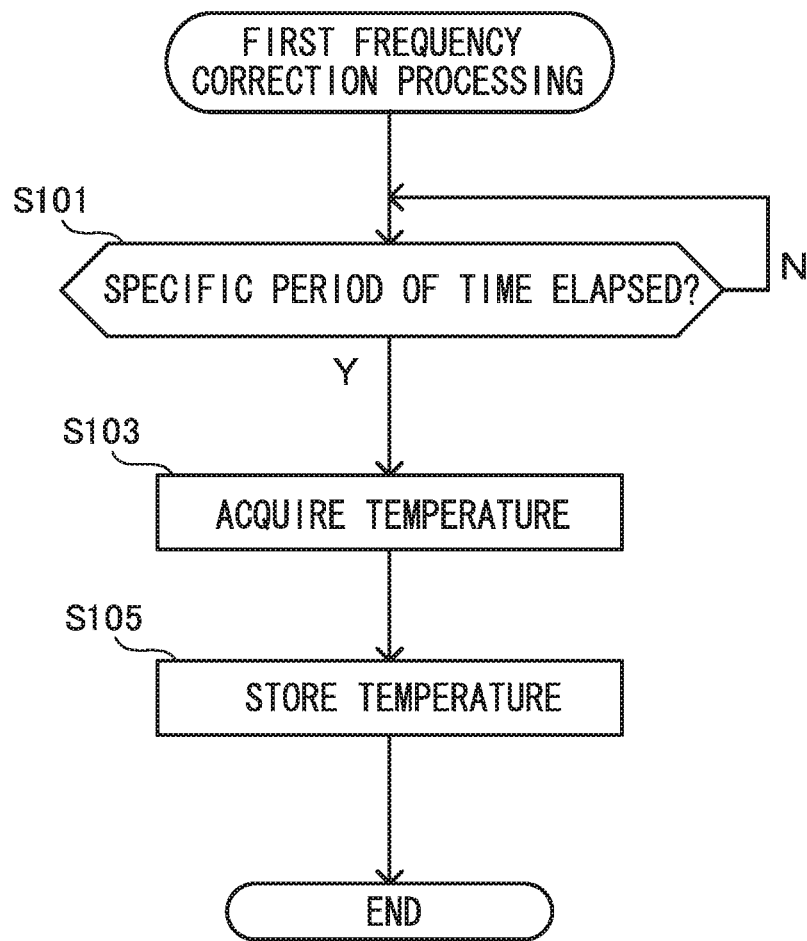 FIRST FREQUENCY
CORRECTION PROCESSING
S101
SPECIFIC PERIOD OF TIME ELAPSED?
N
Y
S103
ACQUIRE TEMPERATURE
S105
STORE TEMPERATURE
END